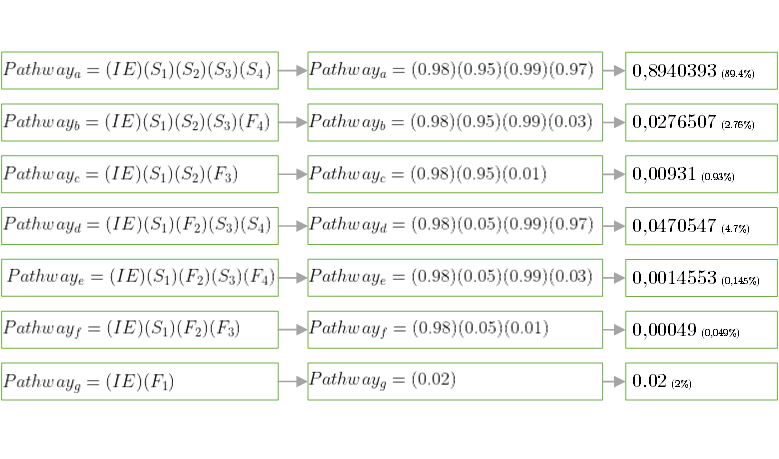 Pathway_a = (IE)(S_1)(S_2)(S_3)(S_4) Pathway_a = (0.98)(0.95)(0.99)(0.97) 0,8940393 (89.4%)
Pathway_b = (IE)(S_1)(S_2)(S_3)(F_4) Pathway_b = (0.98)(0.95)(0.99)(0.03) 0,0276507 (2.76%)
Pathway_c = (IE)(S_1)(S_2)(F_3) Pathway_c = (0.98)(0.95)(0.01) 0,00931 (0.93%)
Pathway_d = (IE)(S_1)(F_2)(S_3)(S_4) Pathway_d = (0.98)(0.05)(0.99)(0.97) 0,0470547 (4.7%)
Pathway_e = (IE)(S_1)(F_2)(S_3)(F_4) Pathway_e = (0.98)(0.05)(0.99)(0.03) 0,0014553 (0,145%)
Pathway_f = (IE)(S_1)(F_2)(F_3) Pathway_f = (0.98)(0.05)(0.01) 0,00049 (0,049%)
Pathway_g = (IE)(F_1) Pathway_g = (0.02) 0.02 (2%)